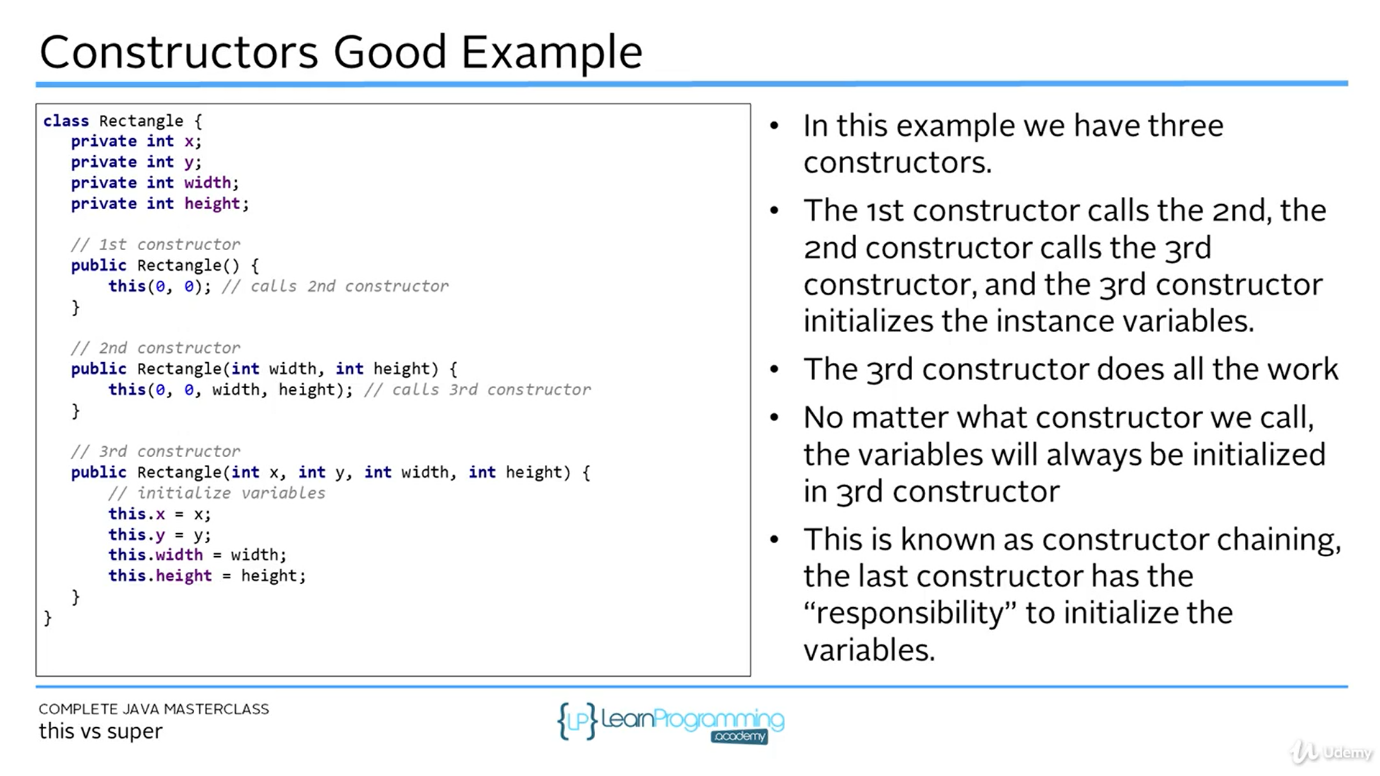 Constructors Good Example
class Rectangle {
private int x;
private int y;
private int width;
private int height;
// 1st constructor
public Rectangle() {
this(0, 0); // calls 2nd constructor
}
// 2nd constructor
public Rectangle(int width, int height) {
this(0, 0, width, height); // calls 3rd constructor
}
// 3rd constructor
public Rectangle(int x, int y, int width, int height) {
// initialize variables
this.x = x;
this.y = y;
this.width = width;
this.height = height;
}
}
• In this example we have three
constructors.
• The 1st constructor calls the 2nd, the
2nd constructor calls the 3rd
constructor, and the 3rd constructor
initializes the instance variables.
• The 3rd constructor does all the work
• No matter what constructor we call,
the variables will always be initialized
in 3rd constructor
• This is known as constructor chaining,
the last constructor has the
“responsibility” to initialize the
variables.
COMPLETE JAVA MASTERCLASS
this vs super
{LP} LearnProgramming
.academy
Udemy